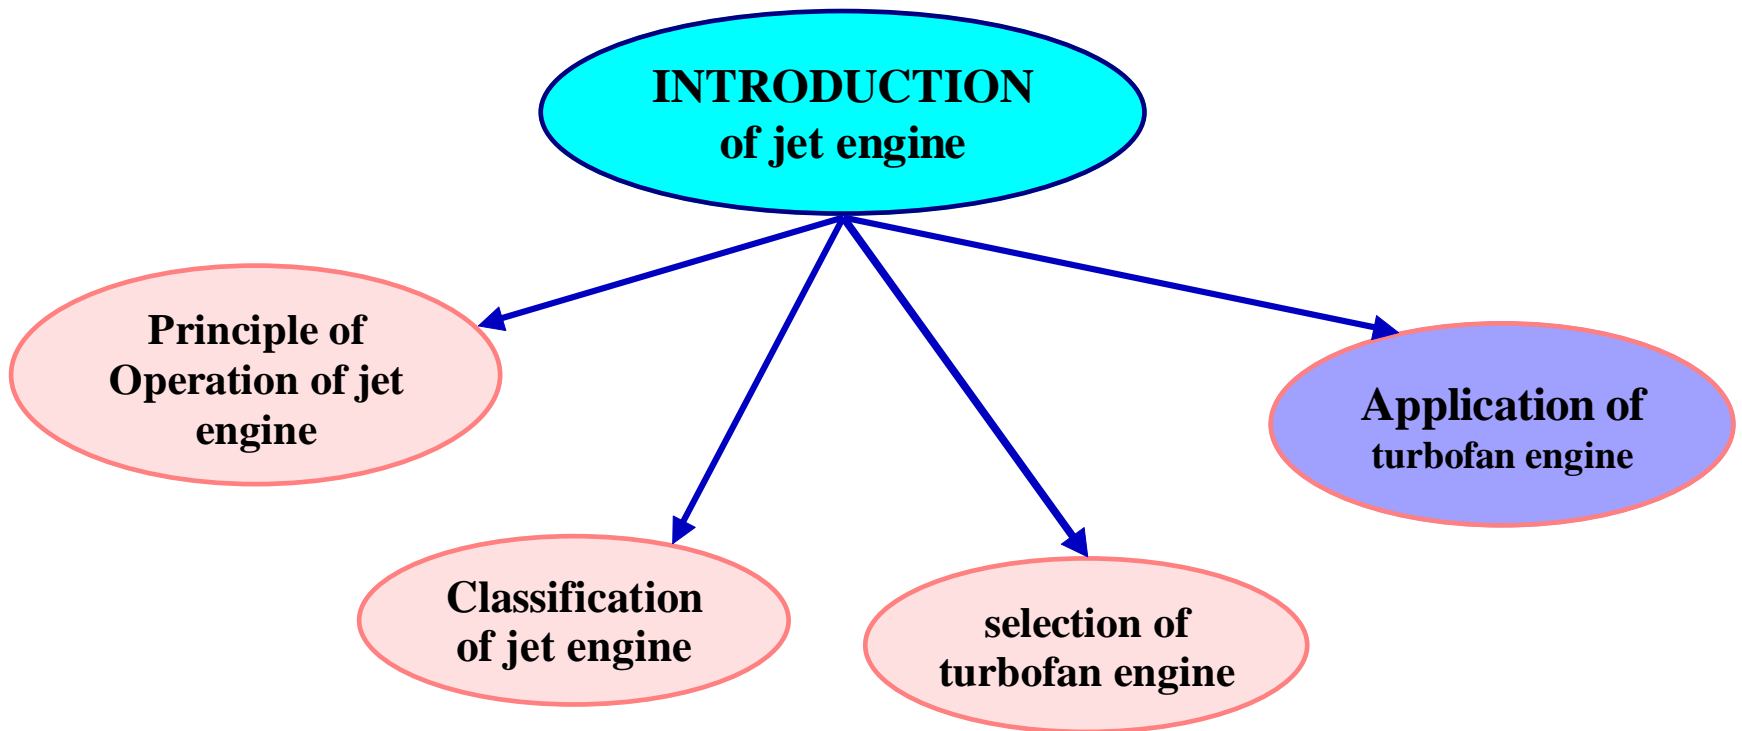 INTRODUCTION
of jet engine
Principle of
Operation of jet
engine
Application of
turbofan engine
Classification
of jet engine
selection of
turbofan engine